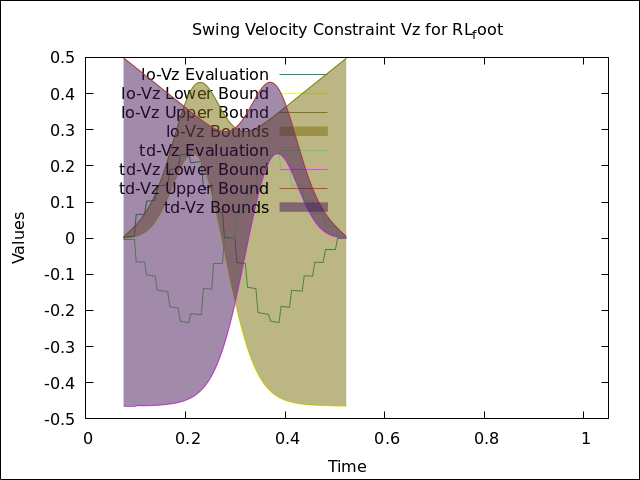 Swing Velocity Constraint Vz for RLfoot
0.5
0.4
0.3
0.2
0.1
0
-0.1
-0.2
-0.3
-0.4
-0.5
Values
lo-Vz Evaluation
lo-Vz Lower Bound
lo-Vz Upper Bound
lo-Vz Bounds
td-Vz Evaluation
td-Vz Lower Bound
td-Vz Upper Bound
td-Vz Bounds
0 0.2 0.4 0.6 0.8 1
Time